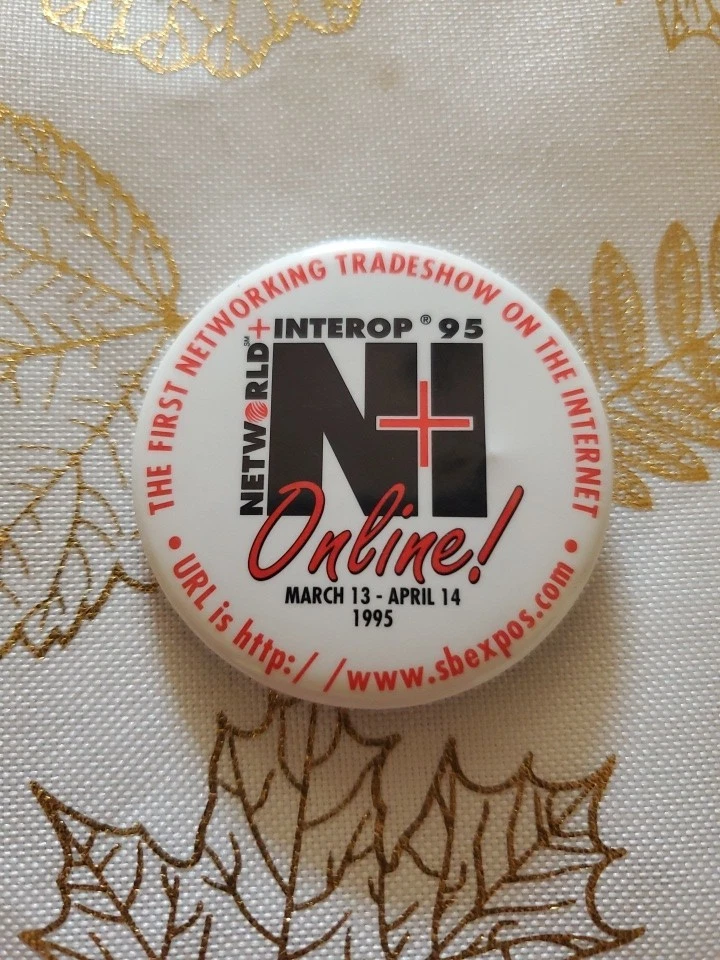 THE FIRST NETWORKING TRADESHOW ON THE INTERNET
NETWORLD℠+INTEROP® 95
N+I
Online!
MARCH 13 - APRIL 14
1995
• URL is http://www.sbexpos.com •